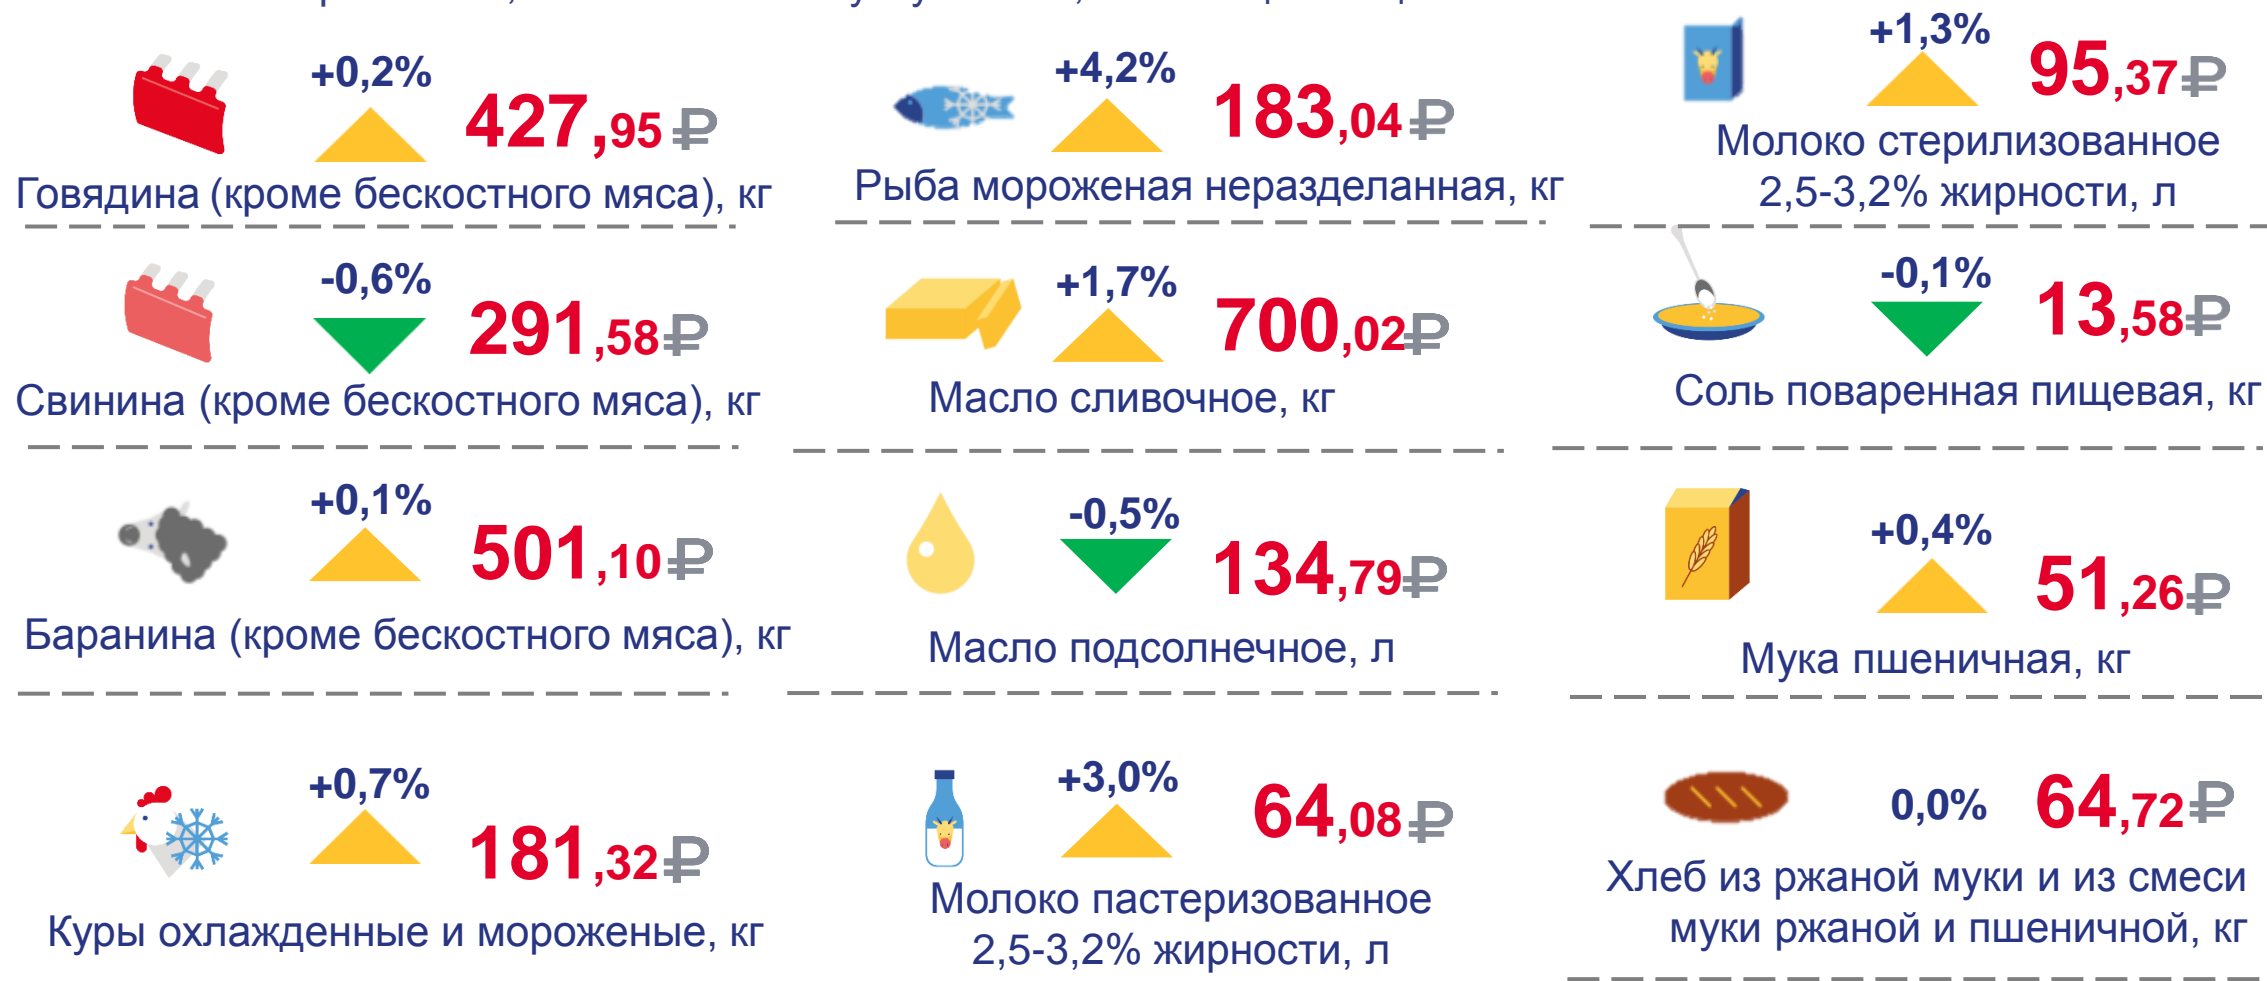 +0,2%
427,95 ₽
Говядина (кроме бескостного мяса), кг
-0,6%
291,58 ₽
Свинина (кроме бескостного мяса), кг
+0,1%
501,10 ₽
Баранина (кроме бескостного мяса), кг
+0,7%
181,32 ₽
Куры охлажденные и мороженые, кг
+4,2%
183,04 ₽
Рыба мороженая неразделанная, кг
+1,7%
700,02 ₽
Масло сливочное, кг
-0,5%
134,79 ₽
Масло подсолнечное, л
+3,0%
64,08 ₽
Молоко пастеризованное
2,5-3,2% жирности, л
+1,3%
95,37 ₽
Молоко стерилизованное
2,5-3,2% жирности, л
-0,1%
13,58 ₽
Соль поваренная пищевая, кг
+0,4%
51,26 ₽
Мука пшеничная, кг
0,0%
64,72 ₽
Хлеб из ржаной муки и из смеси
муки ржаной и пшеничной, кг